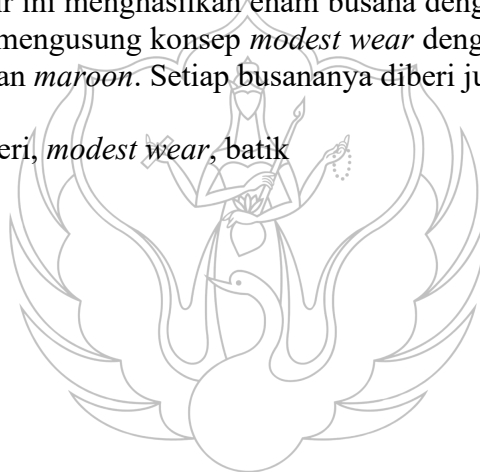 ir ini menghasilkan enam busana deng
mengusung konsep modest wear deng
an maroon. Setiap busananya diberi ju
eri, modest wear, batik